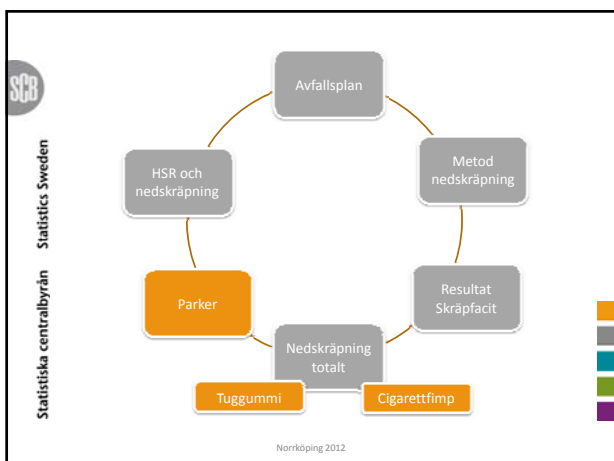 SCB
Statistiska centralbyrån Statistics Sweden
Avfallsplan
HSR och
nedskräpning
Metod
nedskräpning
Parker
Resultat
Skräpfacit
Nedskräpning
totalt
Tuggummi
Cigarettfimp
Norrköping 2012